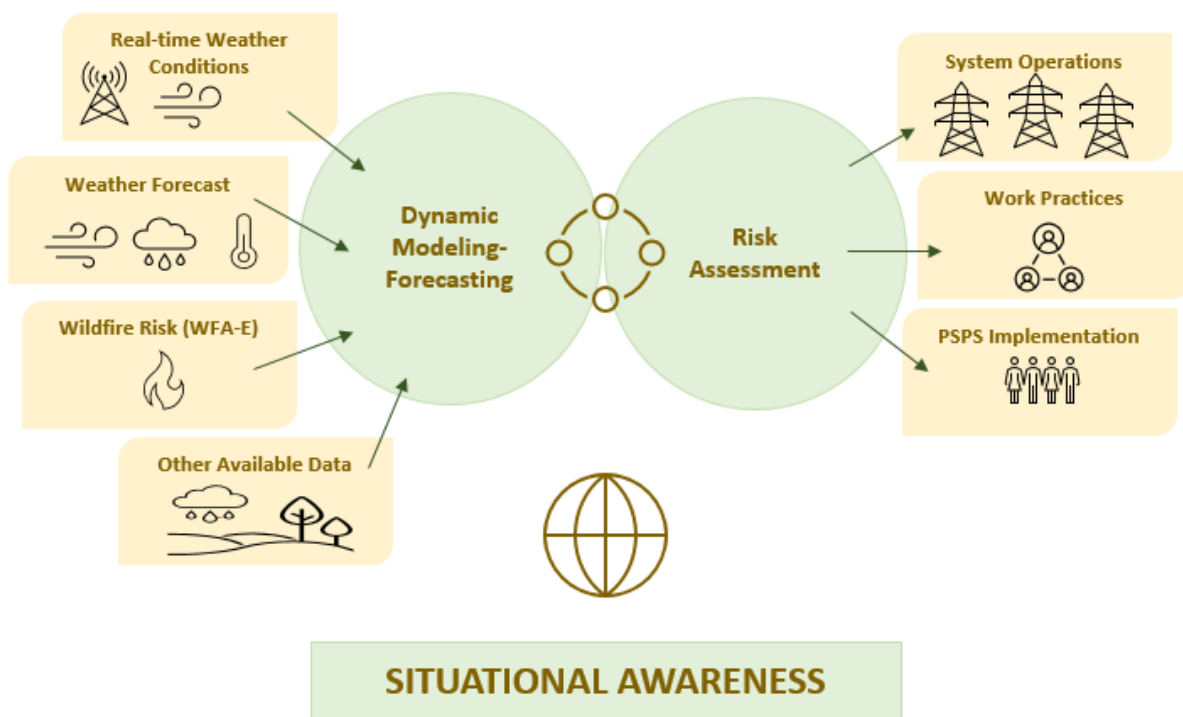 Real-time Weather
Conditions
Weather Forecast
Wildfire Risk (WFA-E)
Other Available Data
Dynamic
Modeling-
Forecasting
Risk
Assessment
System Operations
Work Practices
PSPS Implementation
SITUATIONAL AWARENESS